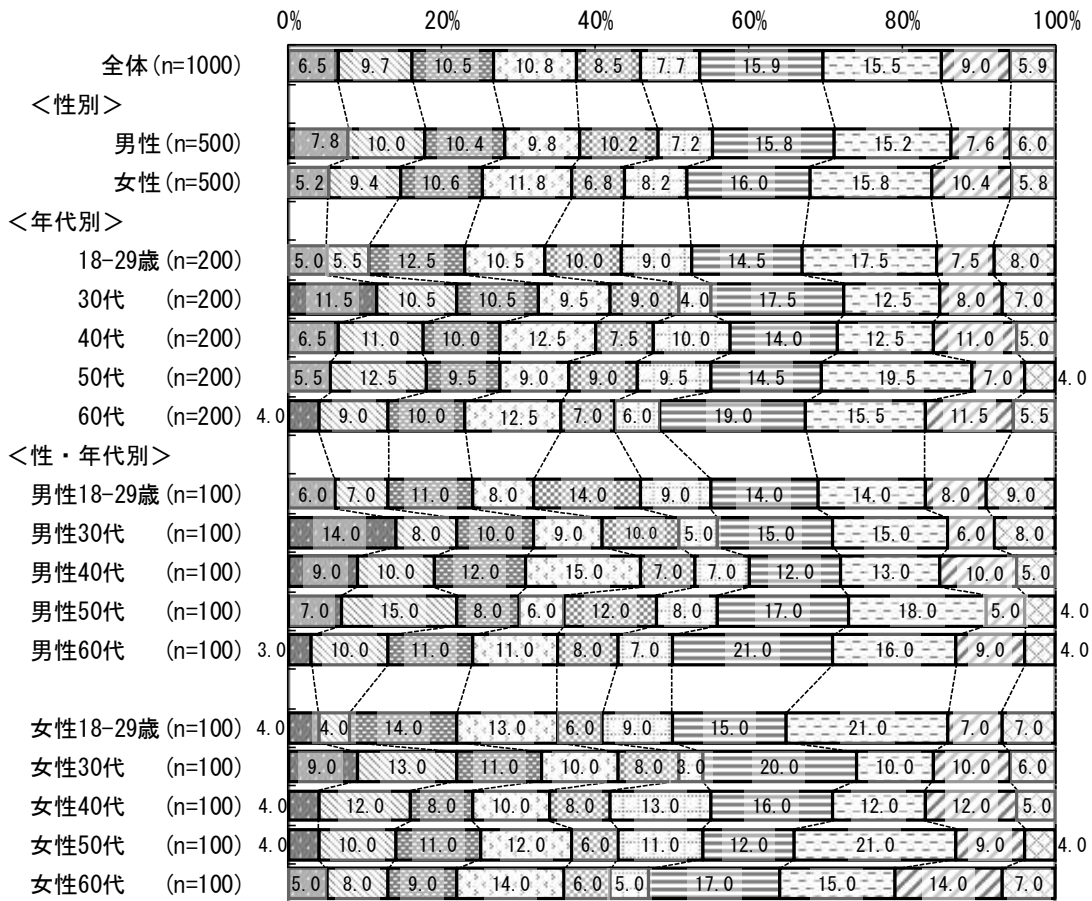 0% 20% 40% 60% 80% 100%
全体(n=1000) 6.5 9.7 10.5 10.8 8.5 7.7 15.9 15.5 9.0 5.9
＜性別＞
男性(n=500) 7.8 10.0 10.4 9.8 10.2 7.2 15.8 15.2 7.6 6.0
女性(n=500) 5.2 9.4 10.6 11.8 6.8 8.2 16.0 15.8 10.4 5.8
＜年代別＞
18-29歳(n=200) 5.0 5.5 12.5 10.5 10.0 9.0 14.5 17.5 7.5 8.0
30代 (n=200) 11.5 10.5 10.5 9.5 9.0 4.0 17.5 12.5 8.0 7.0
40代 (n=200) 6.5 11.0 10.0 12.5 7.5 10.0 14.0 12.5 11.0 5.0
50代 (n=200) 5.5 12.5 9.5 9.0 9.0 9.5 14.5 19.5 7.0 4.0
60代 (n=200) 4.0 9.0 10.0 12.5 7.0 6.0 19.0 15.5 11.5 5.5
＜性・年代別＞
男性18-29歳(n=100) 6.0 7.0 11.0 8.0 14.0 9.0 14.0 14.0 8.0 9.0
男性30代 (n=100) 14.0 8.0 10.0 9.0 10.0 5.0 15.0 15.0 6.0 8.0
男性40代 (n=100) 9.0 10.0 12.0 15.0 7.0 7.0 12.0 13.0 10.0 5.0
男性50代 (n=100) 7.0 15.0 8.0 6.0 12.0 8.0 17.0 18.0 5.0 4.0
男性60代 (n=100) 3.0 10.0 11.0 11.0 8.0 7.0 21.0 16.0 9.0 4.0
女性18-29歳(n=100) 4.0 4.0 14.0 13.0 6.0 9.0 15.0 21.0 7.0 7.0
女性30代 (n=100) 9.0 13.0 11.0 10.0 8.0 3.0 20.0 10.0 10.0 6.0
女性40代 (n=100) 4.0 12.0 8.0 10.0 8.0 13.0 16.0 12.0 12.0 5.0
女性50代 (n=100) 4.0 10.0 11.0 12.0 6.0 11.0 12.0 21.0 9.0 4.0
女性60代 (n=100) 5.0 8.0 9.0 14.0 6.0 5.0 17.0 15.0 14.0 7.0